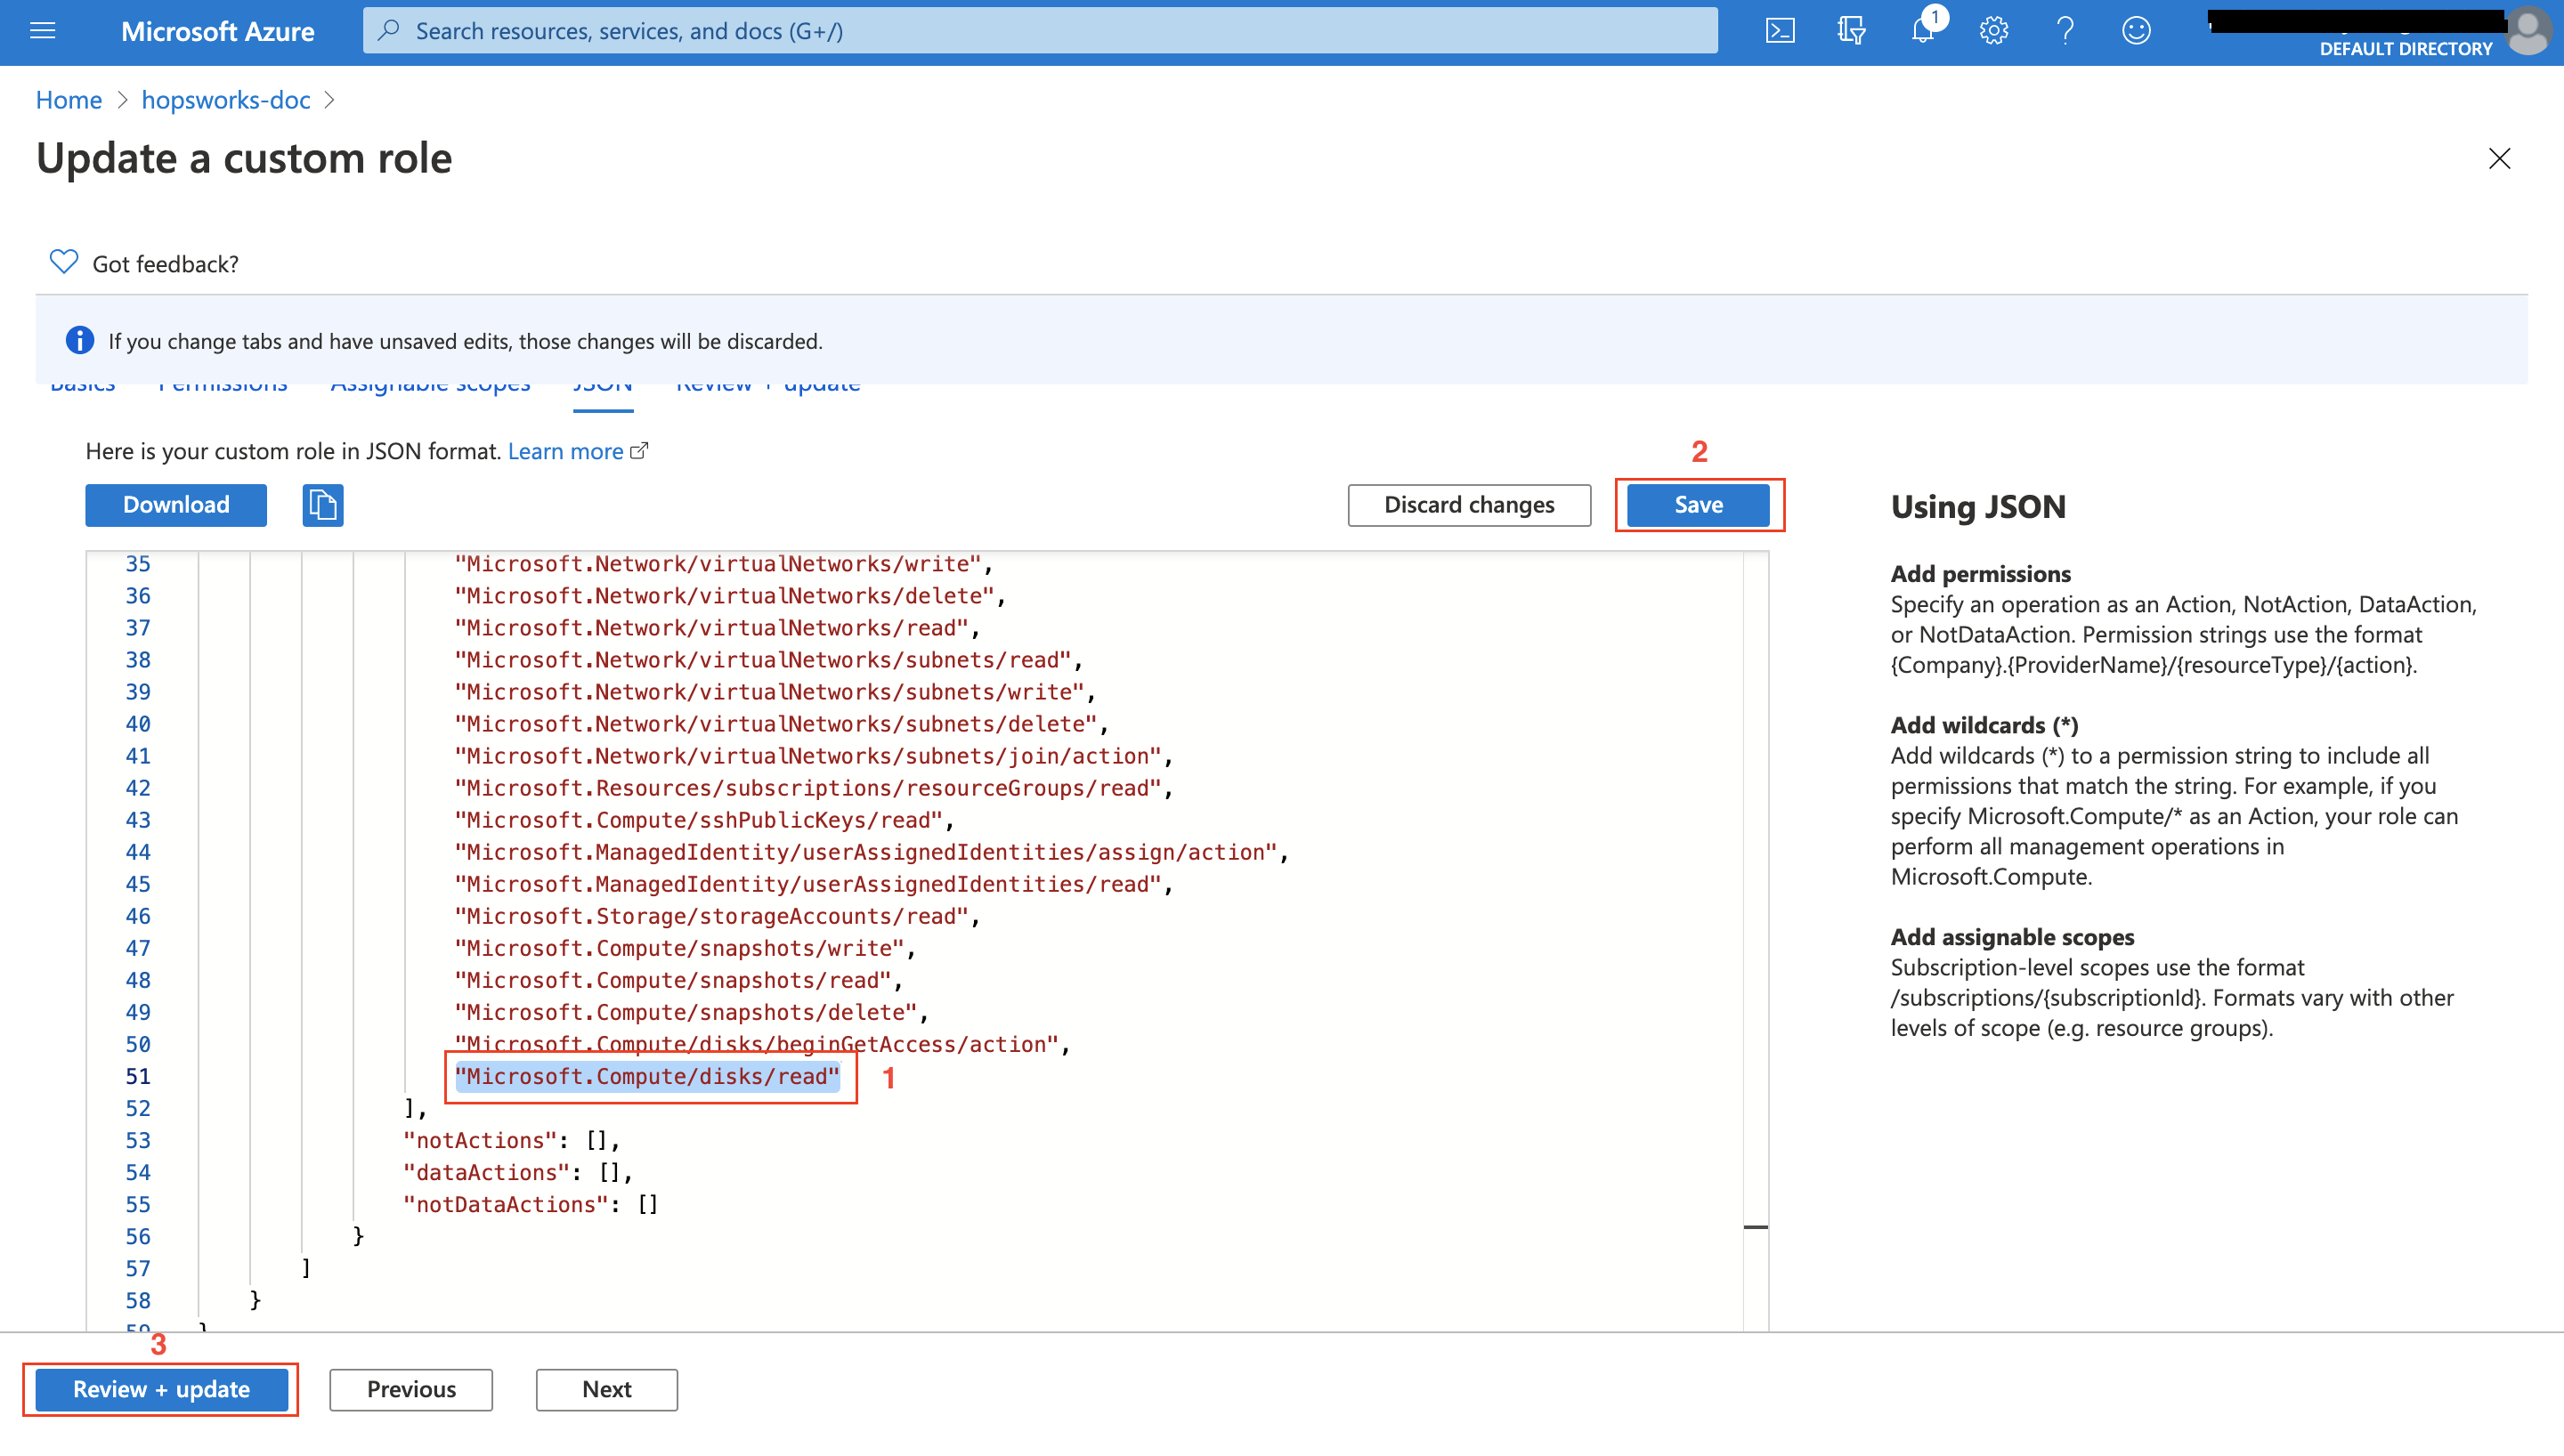 Microsoft Azure
Search resources, services, and docs (G+/)
1
DEFAULT DIRECTORY
Home > hopsworks-doc >
Update a custom role
Got feedback?
If you change tabs and have unsaved edits, those changes will be discarded.
Basics Permissions Assignable scopes JSON Review + update
Here is your custom role in JSON format. Learn more
2
Download Discard changes Save
35 "Microsoft.Network/virtualNetworks/write",
36 "Microsoft.Network/virtualNetworks/delete",
37 "Microsoft.Network/virtualNetworks/read",
38 "Microsoft.Network/virtualNetworks/subnets/read",
39 "Microsoft.Network/virtualNetworks/subnets/write",
40 "Microsoft.Network/virtualNetworks/subnets/delete",
41 "Microsoft.Network/virtualNetworks/subnets/join/action",
42 "Microsoft.Resources/subscriptions/resourceGroups/read",
43 "Microsoft.Compute/sshPublicKeys/read",
44 "Microsoft.ManagedIdentity/userAssignedIdentities/assign/action",
45 "Microsoft.ManagedIdentity/userAssignedIdentities/read",
46 "Microsoft.Storage/storageAccounts/read",
47 "Microsoft.Compute/snapshots/write",
48 "Microsoft.Compute/snapshots/read",
49 "Microsoft.Compute/snapshots/delete",
50 "Microsoft.Compute/disks/beginGetAccess/action",
51 "Microsoft.Compute/disks/read" 1
52 ],
53 "notActions": [],
54 "dataActions": [],
55 "notDataActions": []
56 }
57 ]
58 }
59 }
Using JSON
Add permissions
Specify an operation as an Action, NotAction, DataAction,
or NotDataAction. Permission strings use the format
{Company}.{ProviderName}/{resourceType}/{action}.
Add wildcards (*)
Add wildcards (*) to a permission string to include all
permissions that match the string. For example, if you
specify Microsoft.Compute/* as an Action, your role can
perform all management operations in
Microsoft.Compute.
Add assignable scopes
Subscription-level scopes use the format
/subscriptions/{subscriptionId}. Formats vary with other
levels of scope (e.g. resource groups).
3
Review + update Previous Next